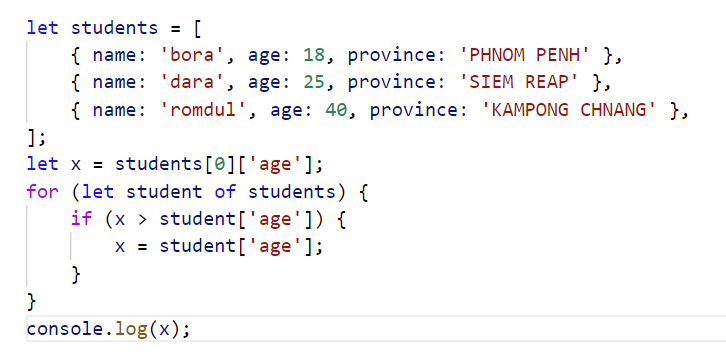 let students = [
    { name: 'bora', age: 18, province: 'PHNOM PENH' },
    { name: 'dara', age: 25, province: 'SIEM REAP' },
    { name: 'romdul', age: 40, province: 'KAMPONG CHNANG' },
];
let x = students[0]['age'];
for (let student of students) {
    if (x > student['age']) {
        x = student['age'];
    }
}
console.log(x);